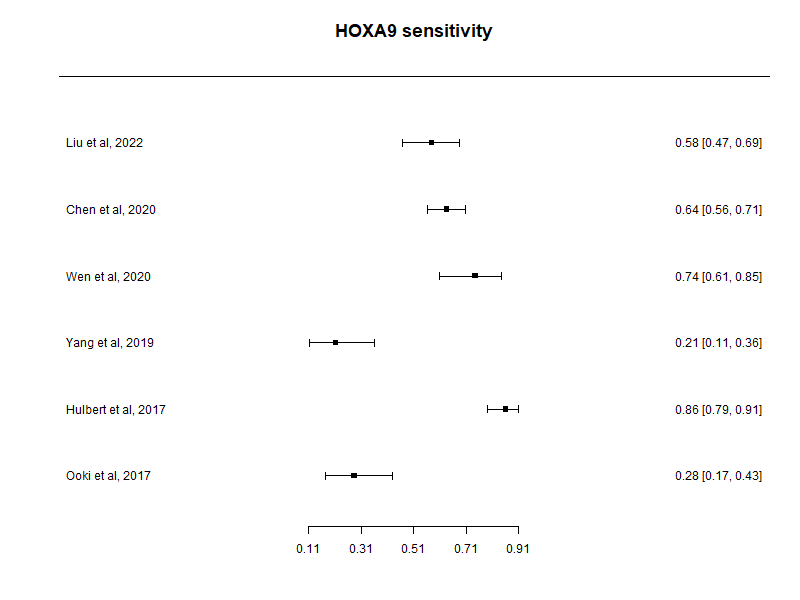 HOXA9 sensitivity
Liu et al, 2022 0.58 [0.47, 0.69]
Chen et al, 2020 0.64 [0.56, 0.71]
Wen et al, 2020 0.74 [0.61, 0.85]
Yang et al, 2019 0.21 [0.11, 0.36]
Hulbert et al, 2017 0.86 [0.79, 0.91]
Ooki et al, 2017 0.28 [0.17, 0.43]
0.11 0.31 0.51 0.71 0.91